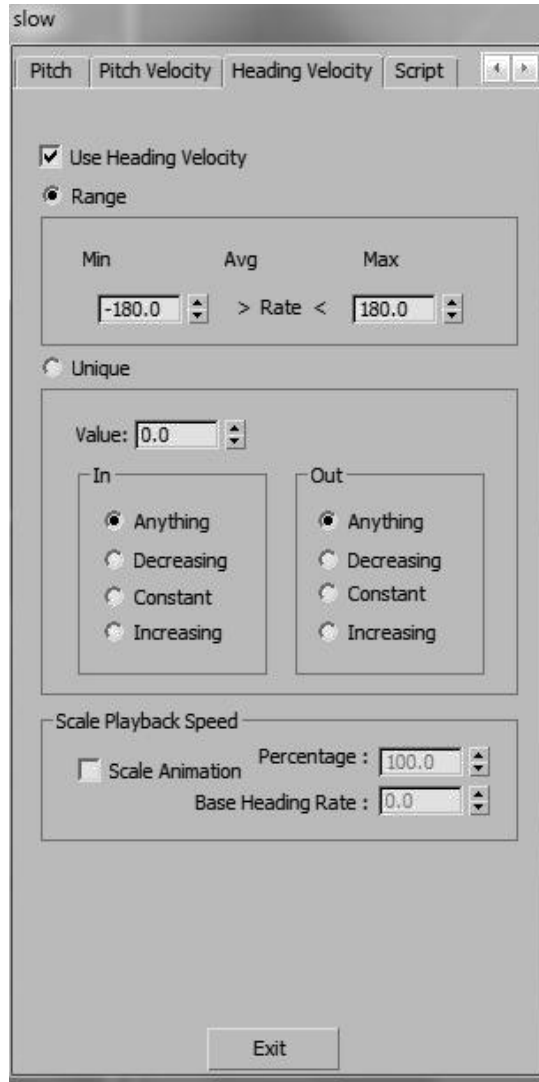 slow
Pitch Pitch Velocity Heading Velocity Script
Use Heading Velocity
Range
Min Avg Max
-180.0 > Rate < 180.0
Unique
Value: 0.0
In Out
Anything Anything
Decreasing Decreasing
Constant Constant
Increasing Increasing
Scale Playback Speed
Scale Animation Percentage : 100.0
Base Heading Rate : 0.0
Exit